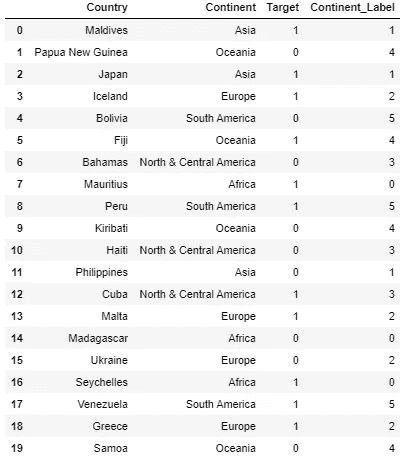 Country Continent Target Continent_Label
0 Maldives Asia 1 1
1 Papua New Guinea Oceania 0 4
2 Japan Asia 1 1
3 Iceland Europe 1 2
4 Bolivia South America 0 5
5 Fiji Oceania 1 4
6 Bahamas North & Central America 0 3
7 Mauritius Africa 1 0
8 Peru South America 1 5
9 Kiribati Oceania 0 4
10 Haiti North & Central America 0 3
11 Philippines Asia 0 1
12 Cuba North & Central America 1 3
13 Malta Europe 1 2
14 Madagascar Africa 0 0
15 Ukraine Europe 0 2
16 Seychelles Africa 1 0
17 Venezuela South America 1 5
18 Greece Europe 1 2
19 Samoa Oceania 0 4